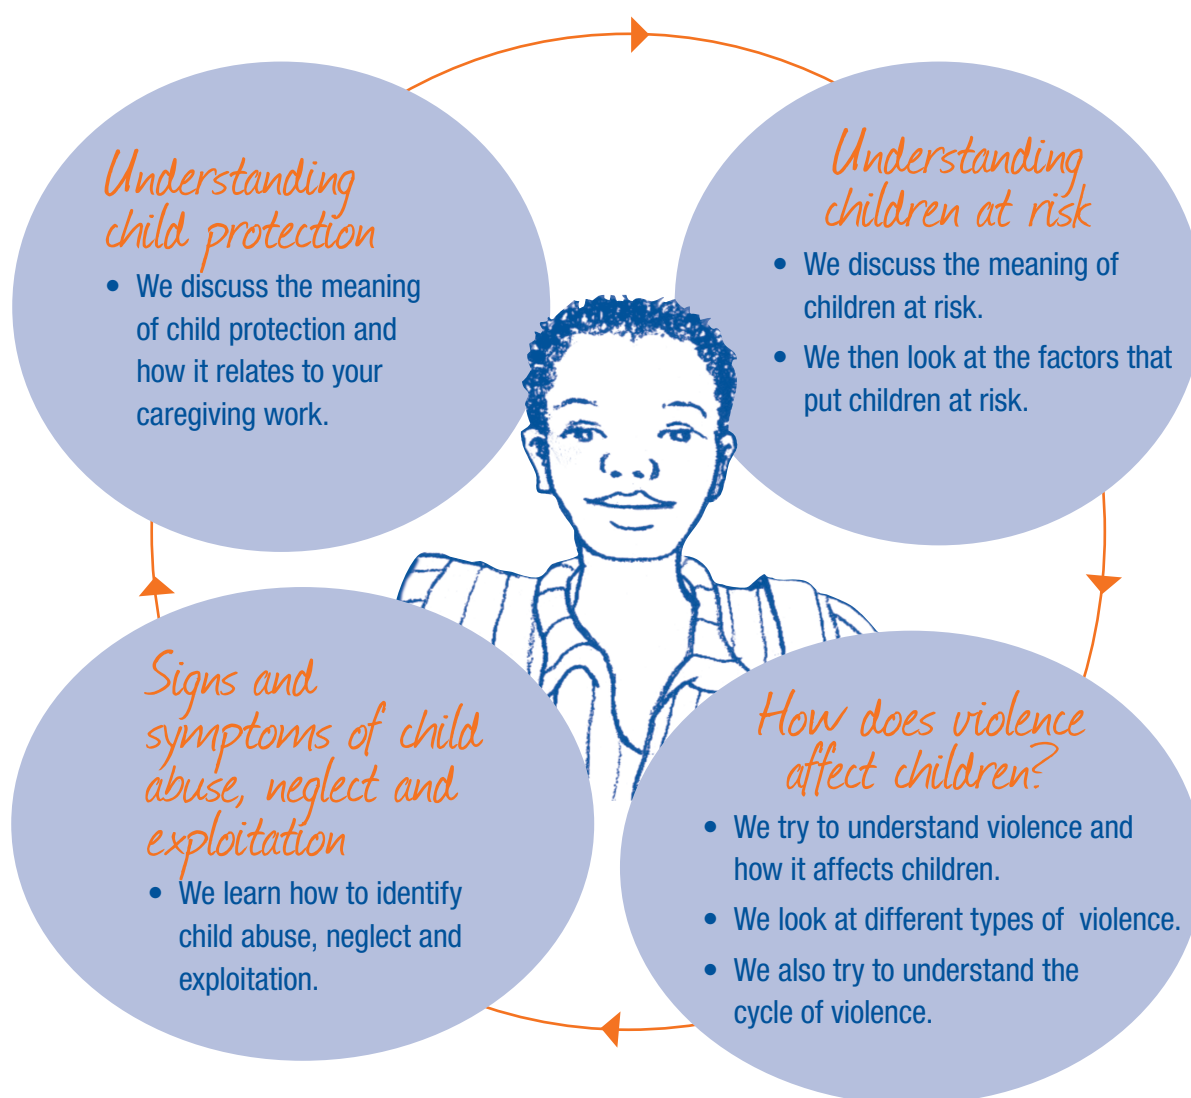 Understanding
child protection
• We discuss the meaning
of child protection and
how it relates to your
caregiving work.
Understanding
children at risk
• We discuss the meaning of
children at risk.
• We then look at the factors that
put children at risk.
How does violence
affect children?
• We try to understand violence and
how it affects children.
• We look at different types of  violence.
• We also try to understand the
cycle of violence.
Signs and
symptoms of child
abuse, neglect and
exploitation
• We learn how to identify
child abuse, neglect and
exploitation.